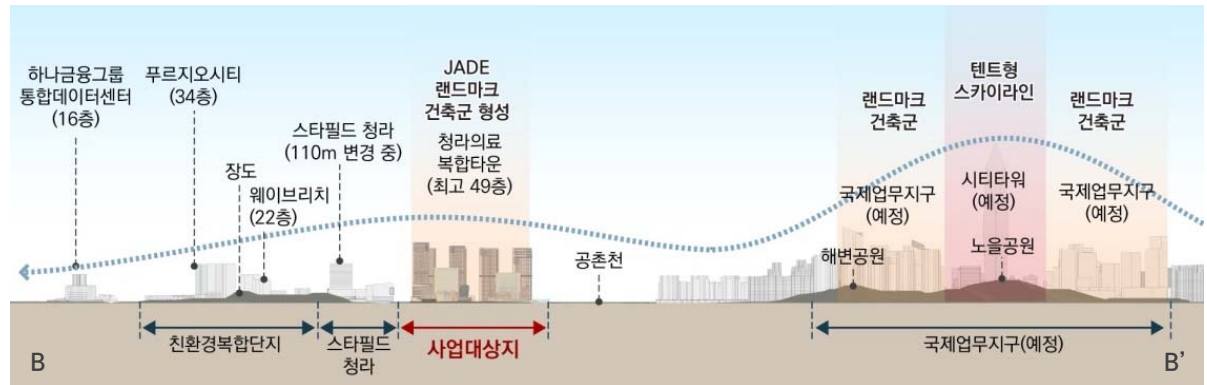 하나금융그룹
통합데이터센터
(16층)
푸르지오시티
(34층)
장도
웨이브리치
(22층)
스타필드 청라
(110m 변경 중)
JADE
랜드마크
건축군 형성
청라의료
복합타운
(최고 49층)
공촌천
랜드마크
건축군
국제업무지구
(예정)
해변공원
텐트형
스카이라인
시티타워
(예정)
노을공원
랜드마크
건축군
국제업무지구
(예정)
B
친환경복합단지
스타필드
청라
사업대상지
국제업무지구(예정)
B’